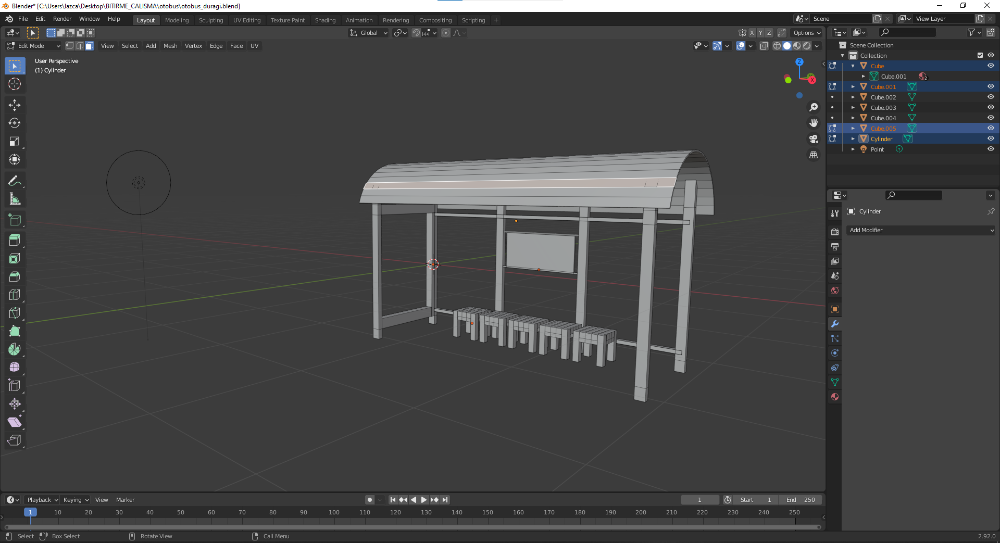 Blender* [C:\Users\lazca\Desktop\BITIRME_CALISMA\otobus\otobus_duragi.blend]
File Edit Render Window Help
Layout Modeling Sculpting UV Editing Texture Paint Shading Animation Rendering Compositing Scripting +
Scene
View Layer
Global
X Y Z
Options
Edit Mode
View Select Add Mesh Vertex Edge Face UV
User Perspective
(1) Cylinder
Z
Y
X
Scene Collection
Collection
Cube
Cube.001
2
Cube.001
Cube.002
Cube.003
Cube.004
Cube.005
Cylinder
Point
Cylinder
Add Modifier
Playback Keying View Marker
1
Start 1
End 250
1 10 20 30 40 50 60 70 80 90 100 110 120 130 140 150 160 170 180 190 200 210 220 230 240 250
Select Box Select Rotate View Call Menu
2.92.0